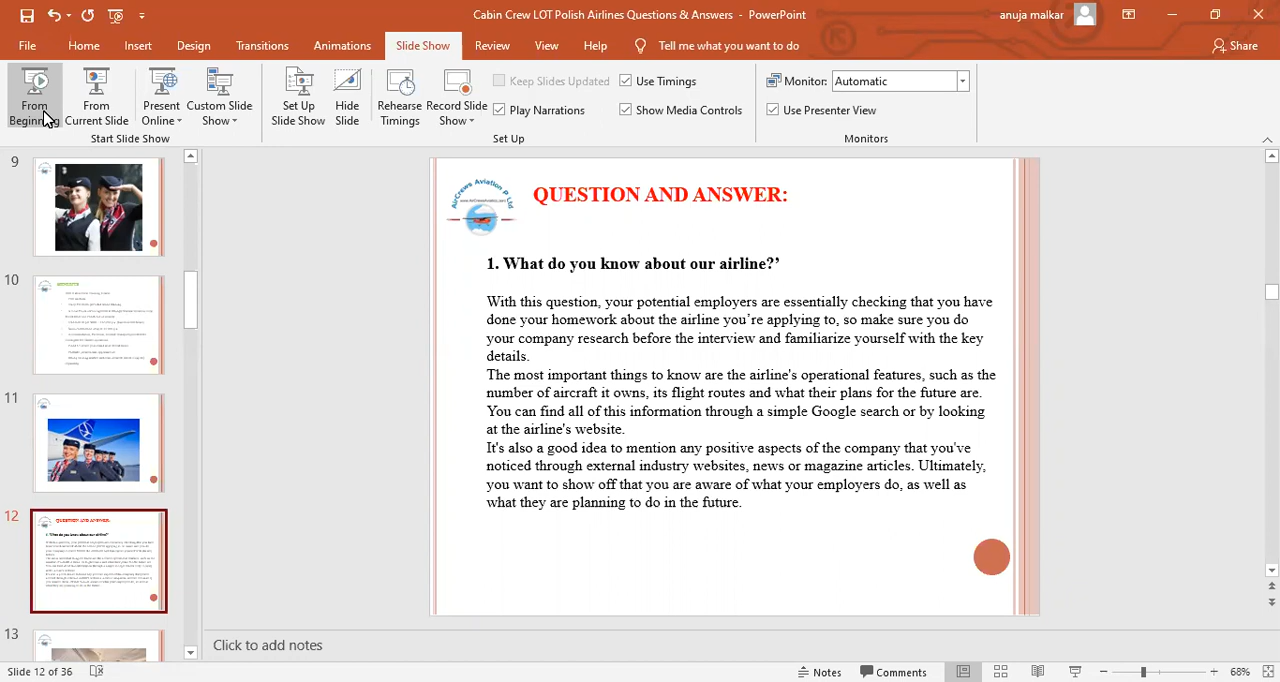 Cabin Crew LOT Polish Airlines Questions & Answers - PowerPoint
anuja malkar
File Home Insert Design Transitions Animations Slide Show Review View Help Tell me what you want to do Share
From Beginning
From Current Slide
Present Online
Custom Slide Show
Set Up Slide Show
Hide Slide
Rehearse Timings
Record Slide Show
Keep Slides Updated
Play Narrations
Use Timings
Show Media Controls
Monitor: Automatic
Use Presenter View
Start Slide Show
Set Up
Monitors
9
10
11
12
QUESTION AND ANSWER:
13
AirCrews Aviation P. Ltd
www.AirCrewsAviation.com
QUESTION AND ANSWER:
1. What do you know about our airline?’
With this question, your potential employers are essentially checking that you have
done your homework about the airline you’re applying for, so make sure you do
your company research before the interview and familiarize yourself with the key
details.
The most important things to know are the airline's operational features, such as the
number of aircraft it owns, its flight routes and what their plans for the future are.
You can find all of this information through a simple Google search or by looking
at the airline's website.
It's also a good idea to mention any positive aspects of the company that you've
noticed through external industry websites, news or magazine articles. Ultimately,
you want to show off that you are aware of what your employers do, as well as
what they are planning to do in the future.
Click to add notes
Slide 12 of 36
Notes
Comments
68%